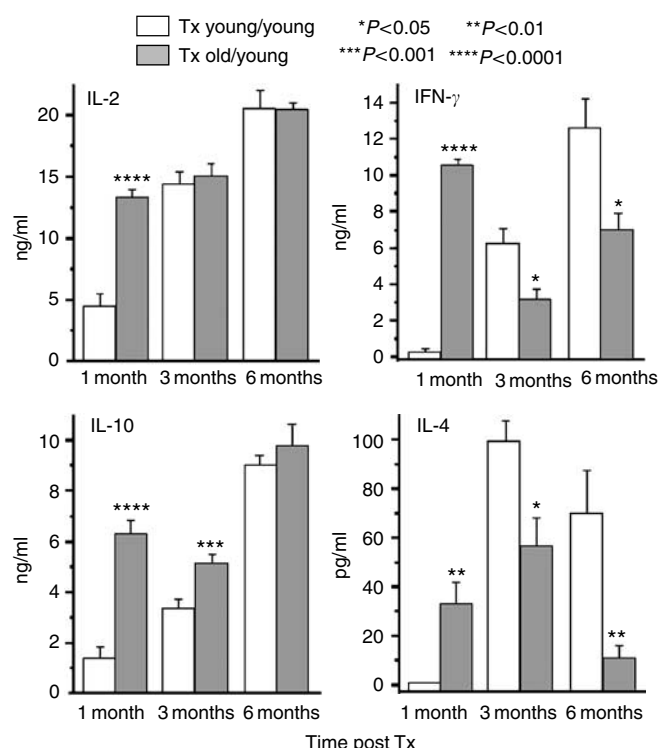 Tx young/young *P<0.05 **P<0.01
Tx old/young ***P<0.001 ****P<0.0001
IL-2
ng/ml
20
15
10
5
0
****
1 month 3 months 6 months
IFN-γ
ng/ml
14
12
10
8
6
4
2
0
****
*
*
1 month 3 months 6 months
IL-10
ng/ml
10
8
6
4
2
0
****
***
1 month 3 months 6 months
IL-4
pg/ml
100
80
60
40
20
0
**
*
**
1 month 3 months 6 months
Time post Tx